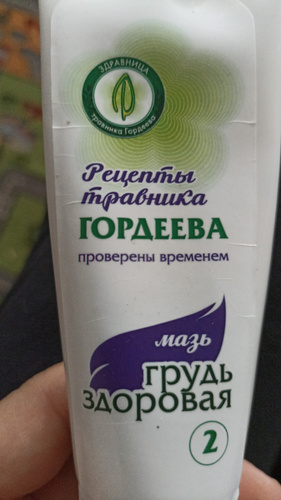 ЗДРАВНИЦА
травника Гордеева
Рецепты
травника
ГОРДЕЕВА
проверены временем
мазь
грудь
здоровая
2